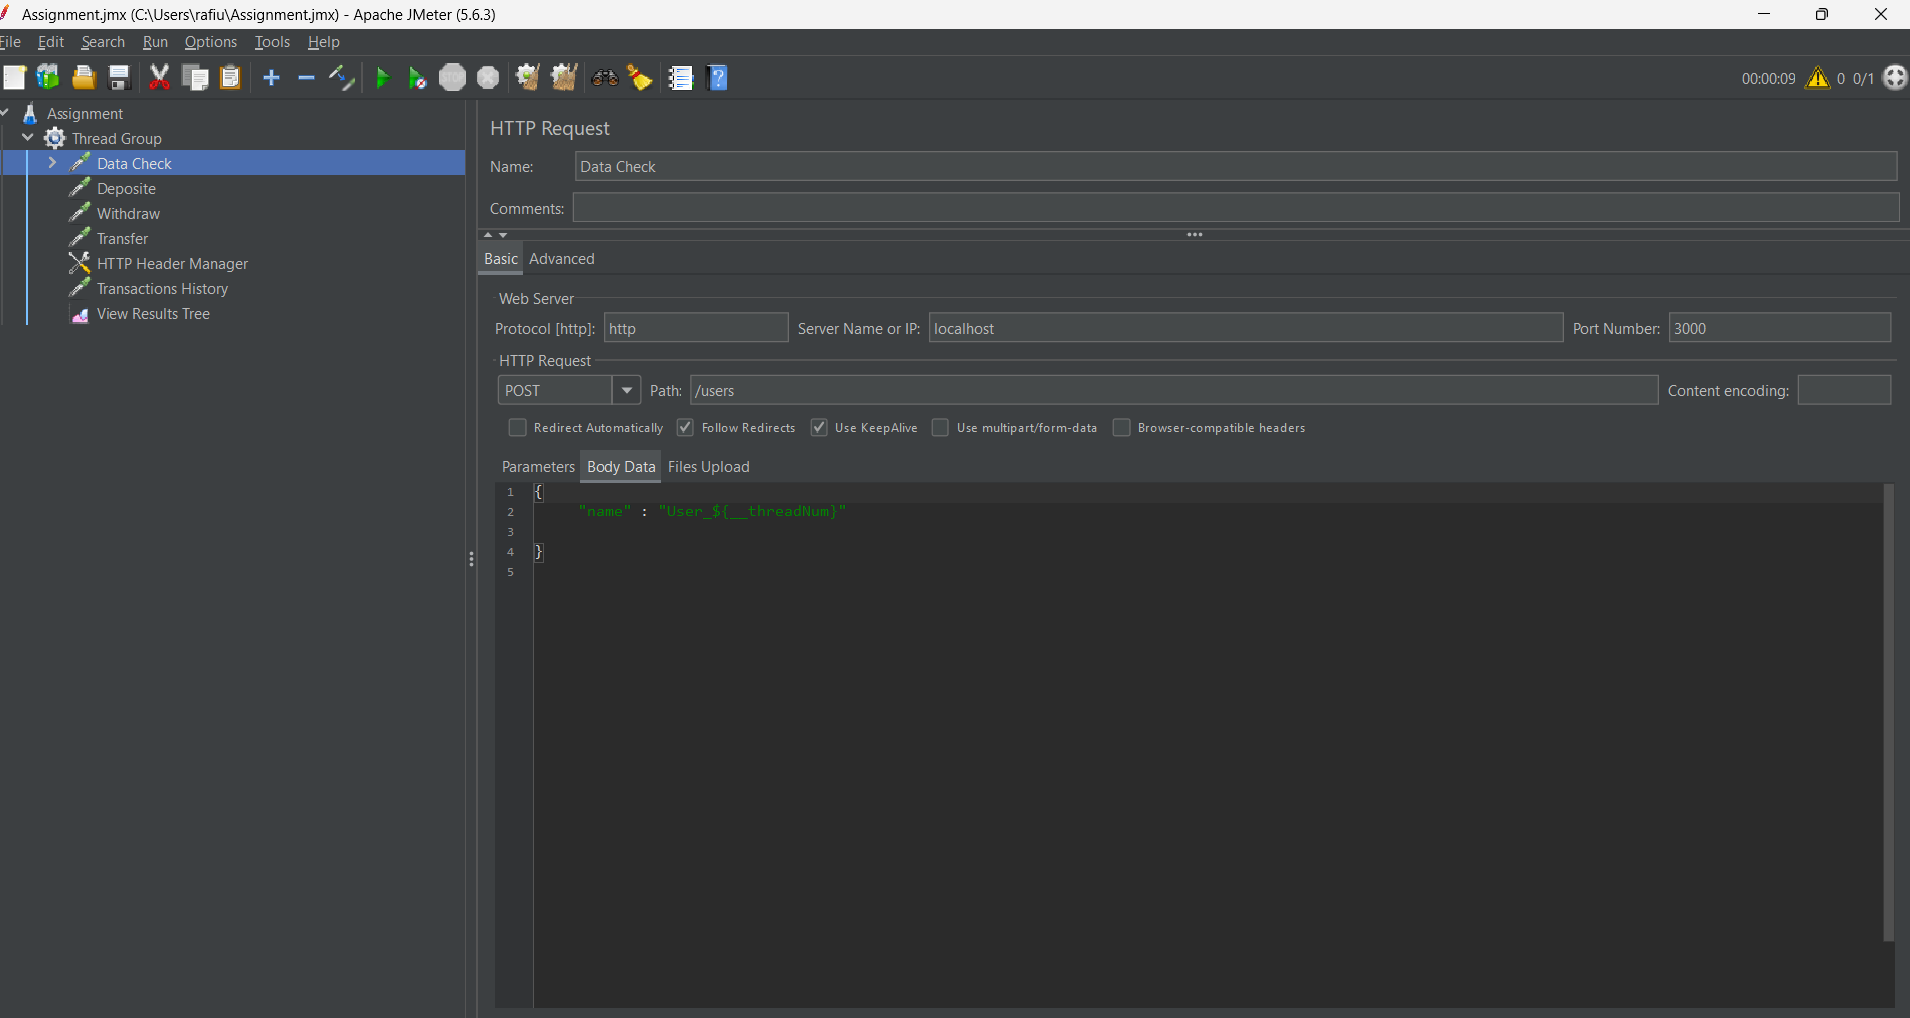 Assignment.jmx (C:\Users\rafiu\Assignment.jmx) - Apache JMeter (5.6.3)
File Edit Search Run Options Tools Help
STOP
00:00:09 0 0/1
Assignment
Thread Group
Data Check
Deposite
Withdraw
Transfer
HTTP Header Manager
Transactions History
View Results Tree
HTTP Request
Name: Data Check
Comments:
Basic Advanced
Web Server
Protocol [http]: http Server Name or IP: localhost Port Number: 3000
HTTP Request
POST Path: /users Content encoding:
Redirect Automatically Follow Redirects Use KeepAlive Use multipart/form-data Browser-compatible headers
Parameters Body Data Files Upload
1 {
2 "name" : "User_${__threadNum}"
3
4 }
5